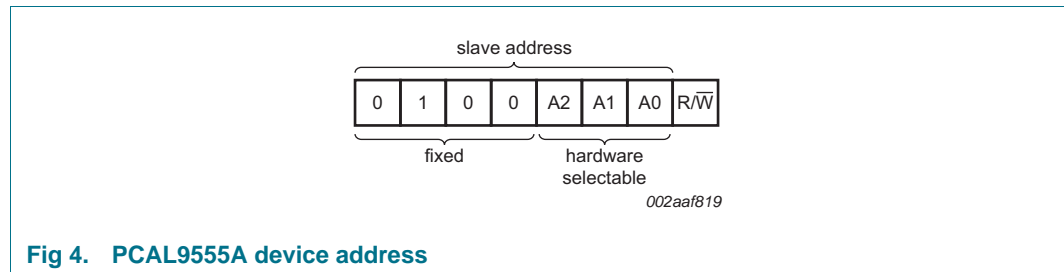 slave address
0 1 0 0 A2 A1 A0 R/W̅
fixed
hardware
selectable
002aaf819
Fig 4. PCAL9555A device address